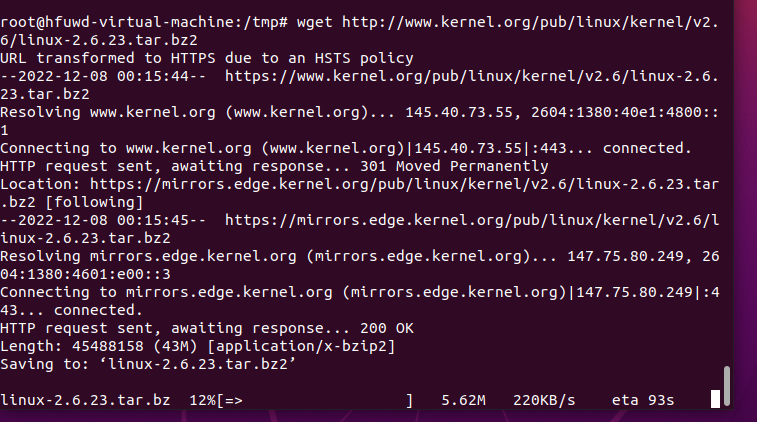 root@hfuwd-virtual-machine:/tmp# wget http://www.kernel.org/pub/linux/kernel/v2.
6/linux-2.6.23.tar.bz2
URL transformed to HTTPS due to an HSTS policy
--2022-12-08 00:15:44--  https://www.kernel.org/pub/linux/kernel/v2.6/linux-2.6.
23.tar.bz2
Resolving www.kernel.org (www.kernel.org)... 145.40.73.55, 2604:1380:40e1:4800::
1
Connecting to www.kernel.org (www.kernel.org)|145.40.73.55|:443... connected.
HTTP request sent, awaiting response... 301 Moved Permanently
Location: https://mirrors.edge.kernel.org/pub/linux/kernel/v2.6/linux-2.6.23.tar
.bz2 [following]
--2022-12-08 00:15:45--  https://mirrors.edge.kernel.org/pub/linux/kernel/v2.6/l
inux-2.6.23.tar.bz2
Resolving mirrors.edge.kernel.org (mirrors.edge.kernel.org)... 147.75.80.249, 26
04:1380:4601:e00::3
Connecting to mirrors.edge.kernel.org (mirrors.edge.kernel.org)|147.75.80.249|:4
43... connected.
HTTP request sent, awaiting response... 200 OK
Length: 45488158 (43M) [application/x-bzip2]
Saving to: ‘linux-2.6.23.tar.bz2’

linux-2.6.23.tar.bz  12%[=>                  ]   5.62M   220KB/s    eta 93s